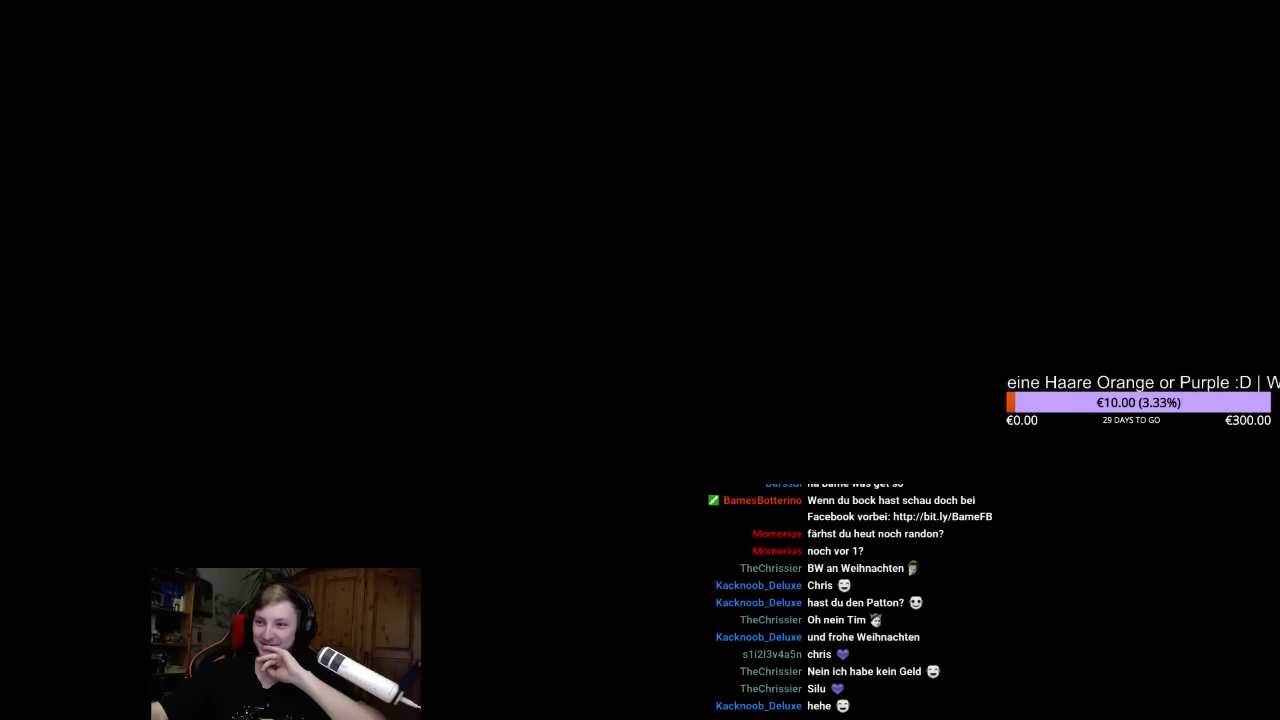 eine Haare Orange or Purple :D | W
€10.00 (3.33%)
€0.00 29 DAYS TO GO €300.00
BamesBotterino Wenn du bock hast schau doch bei
Facebook vorbei: http://bit.ly/BameFB
Momorius färhst du heut noch randon?
Momorius noch vor 1?
TheChrissier BW an Weihnachten
Kacknoob_Deluxe Chris
Kacknoob_Deluxe hast du den Patton?
TheChrissier Oh nein Tim
Kacknoob_Deluxe und frohe Weihnachten
s1i2l3v4a5n chris
TheChrissier Nein ich habe kein Geld
TheChrissier Silu
Kacknoob_Deluxe hehe